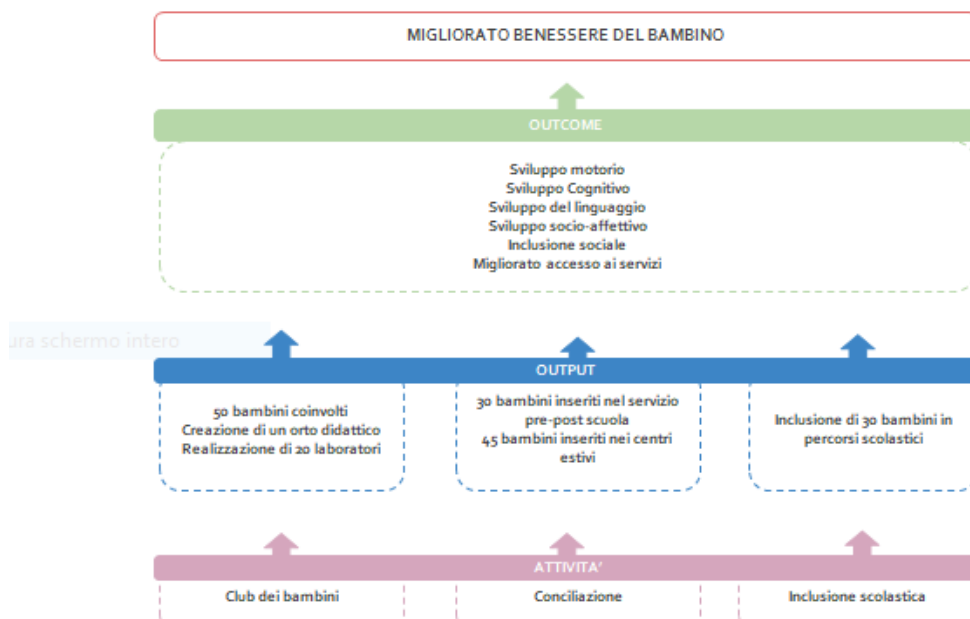 MIGLIORATO BENESSERE DEL BAMBINO
OUTCOME
Sviluppo motorio
Sviluppo Cognitivo
Sviluppo del linguaggio
Sviluppo socio-affettivo
Inclusione sociale
Migliorato accesso ai servizi
ura schermo intero
OUTPUT
50 bambini coinvolti
Creazione di un orto didattico
Realizzazione di 20 laboratori
30 bambini inseriti nel servizio
pre-post scuola
45 bambini inseriti nei centri
estivi
Inclusione di 30 bambini in
percorsi scolastici
ATTIVITA'
Club dei bambini
Conciliazione
Inclusione scolastica